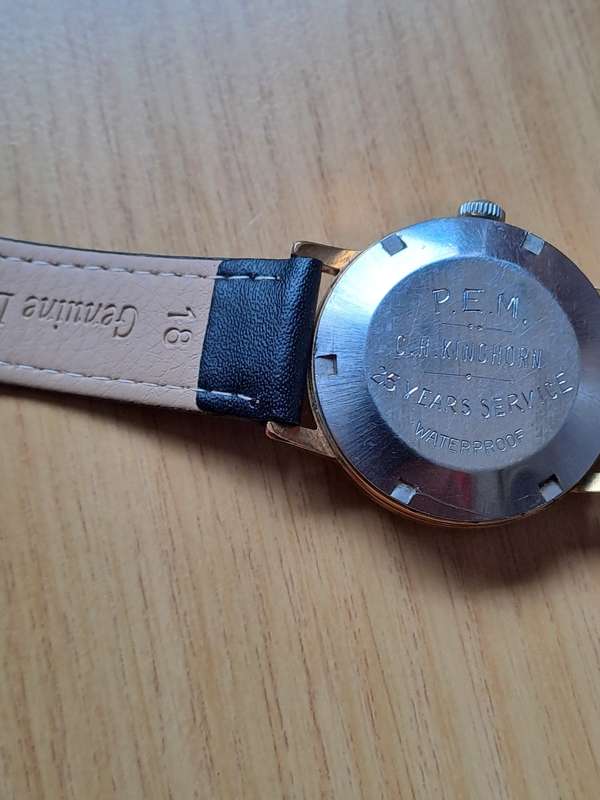 P.E.M.
C.H. KINGHORN
25 YEARS SERVICE
WATERPROOF
18
Genuine